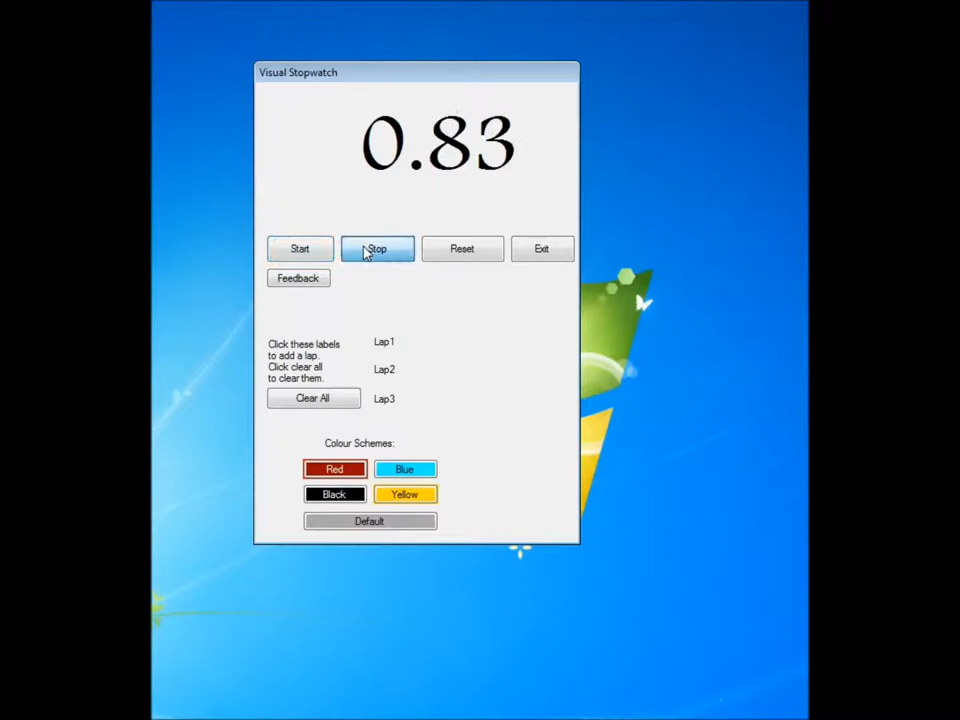 Visual Stopwatch
0.83
Start Stop Reset Exit
Feedback
Click these labels
to add a lap.
Click clear all
to clear them.
Clear All
Lap1
Lap2
Lap3
Colour Schemes:
Red Blue
Black Yellow
Default